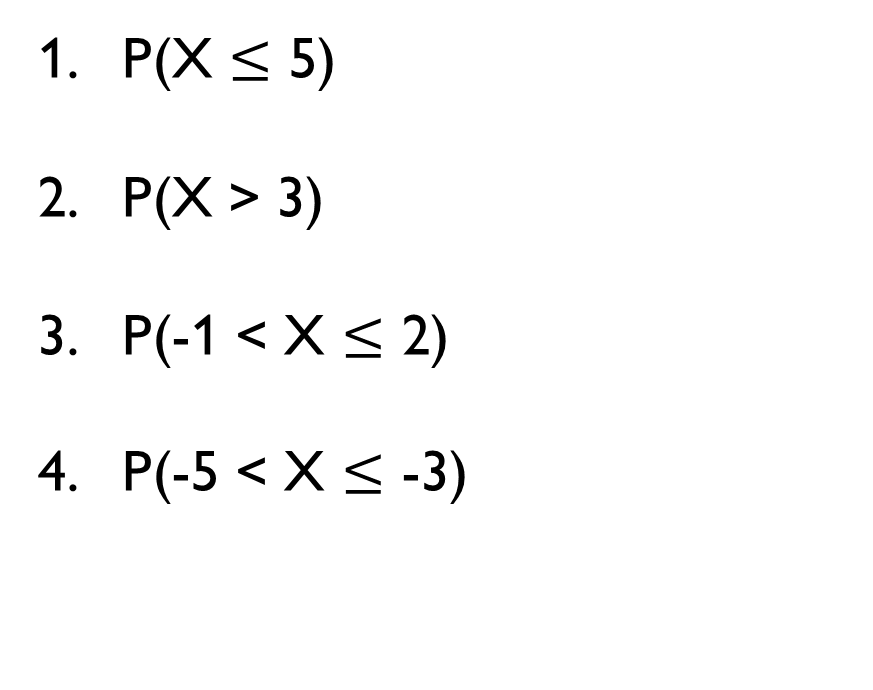 1. P(X ≤ 5)
2. P(X > 3)
3. P(-1 < X ≤ 2)
4. P(-5 < X ≤ -3)